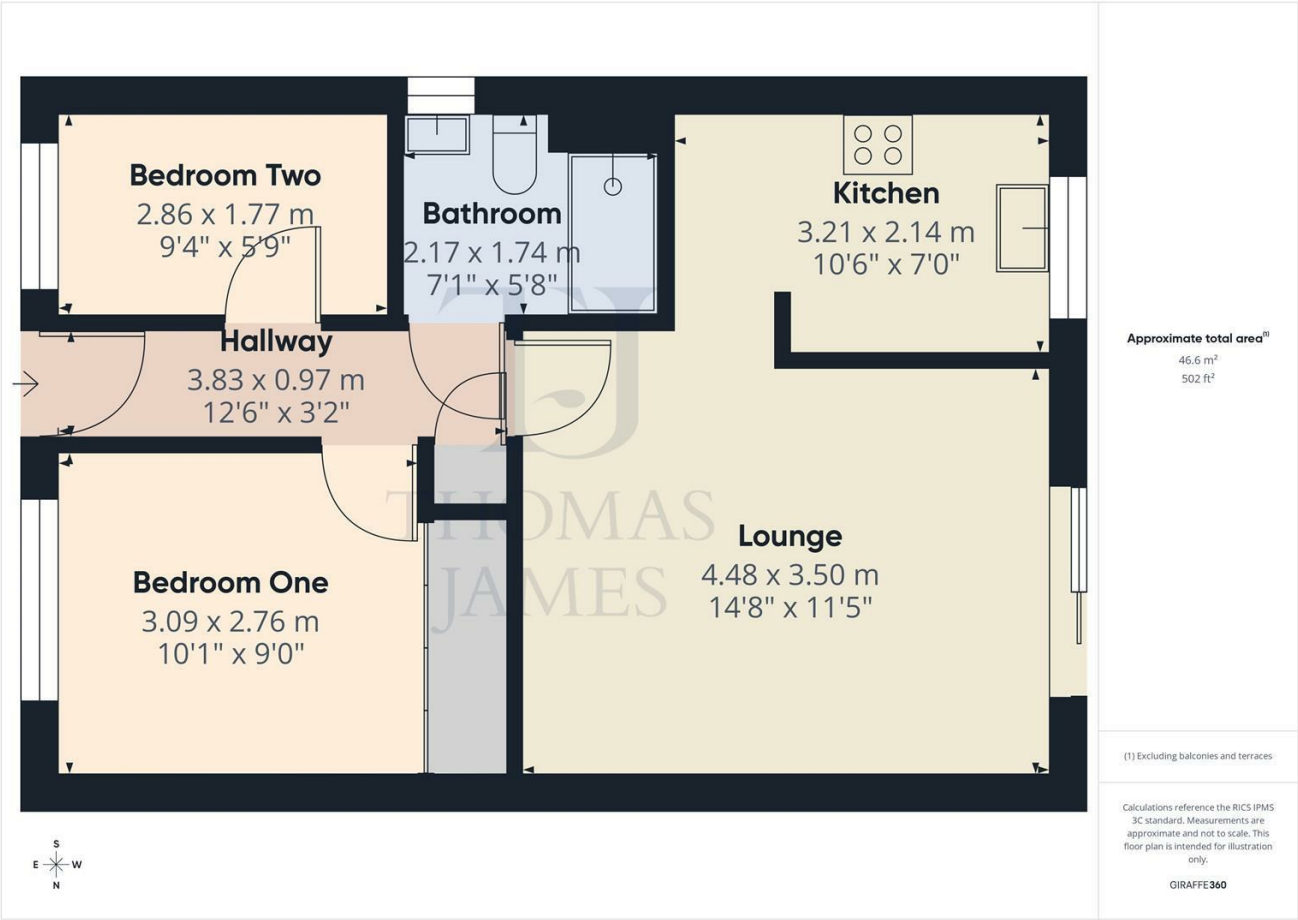 Bedroom Two
2.86 x 1.77 m
9'4" x 5'9"
Bathroom
2.17 x 1.74 m
7'1" x 5'8"
Kitchen
3.21 x 2.14 m
10'6" x 7'0"
Hallway
3.83 x 0.97 m
12'6" x 3'2"
Bedroom One
3.09 x 2.76 m
10'1" x 9'0"
Lounge
4.48 x 3.50 m
14'8" x 11'5"
TJ
THOMAS
JAMES
S
E W
N
Approximate total area(1)
46.6 m²
502 ft²
(1) Excluding balconies and terraces
Calculations reference the RICS IPMS
3C standard. Measurements are
approximate and not to scale. This
floor plan is intended for illustration
only.
GIRAFFE360